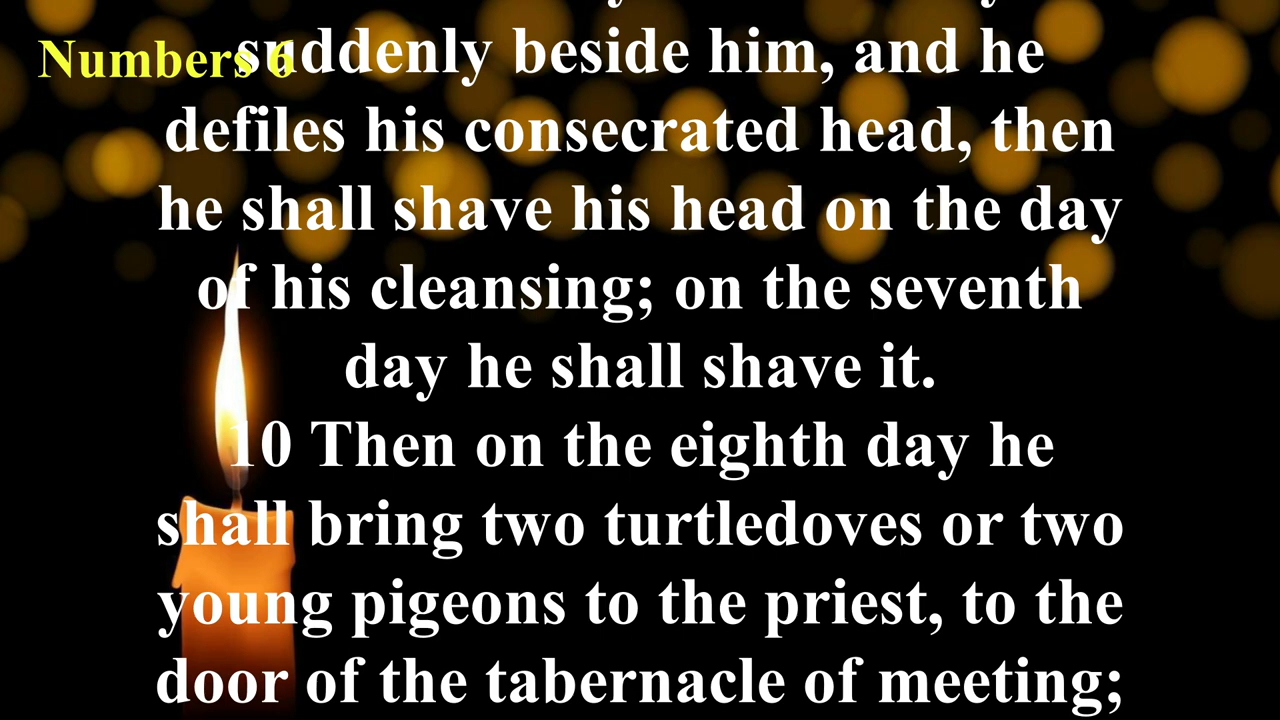 Numbers 6
suddenly beside him, and he
defiles his consecrated head, then
he shall shave his head on the day
of his cleansing; on the seventh
day he shall shave it.
10 Then on the eighth day he
shall bring two turtledoves or two
young pigeons to the priest, to the
door of the tabernacle of meeting;